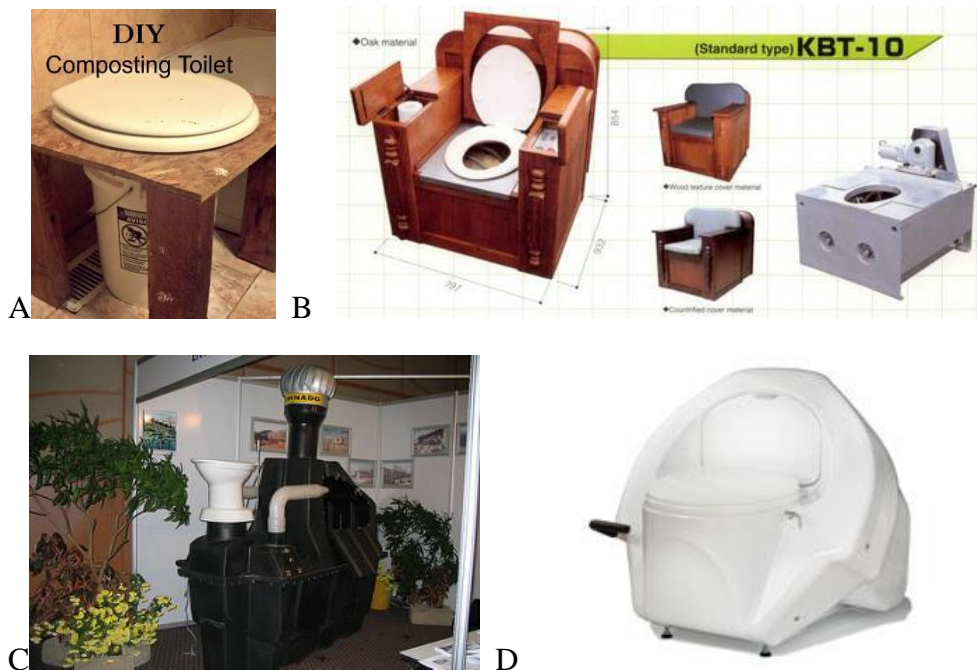 DIY
Composting Toilet
A
◆Oak material
(Standard type) KBT-10
854
932
797
◆Wood texture cover material
◆Countrified cover material
B
C
D